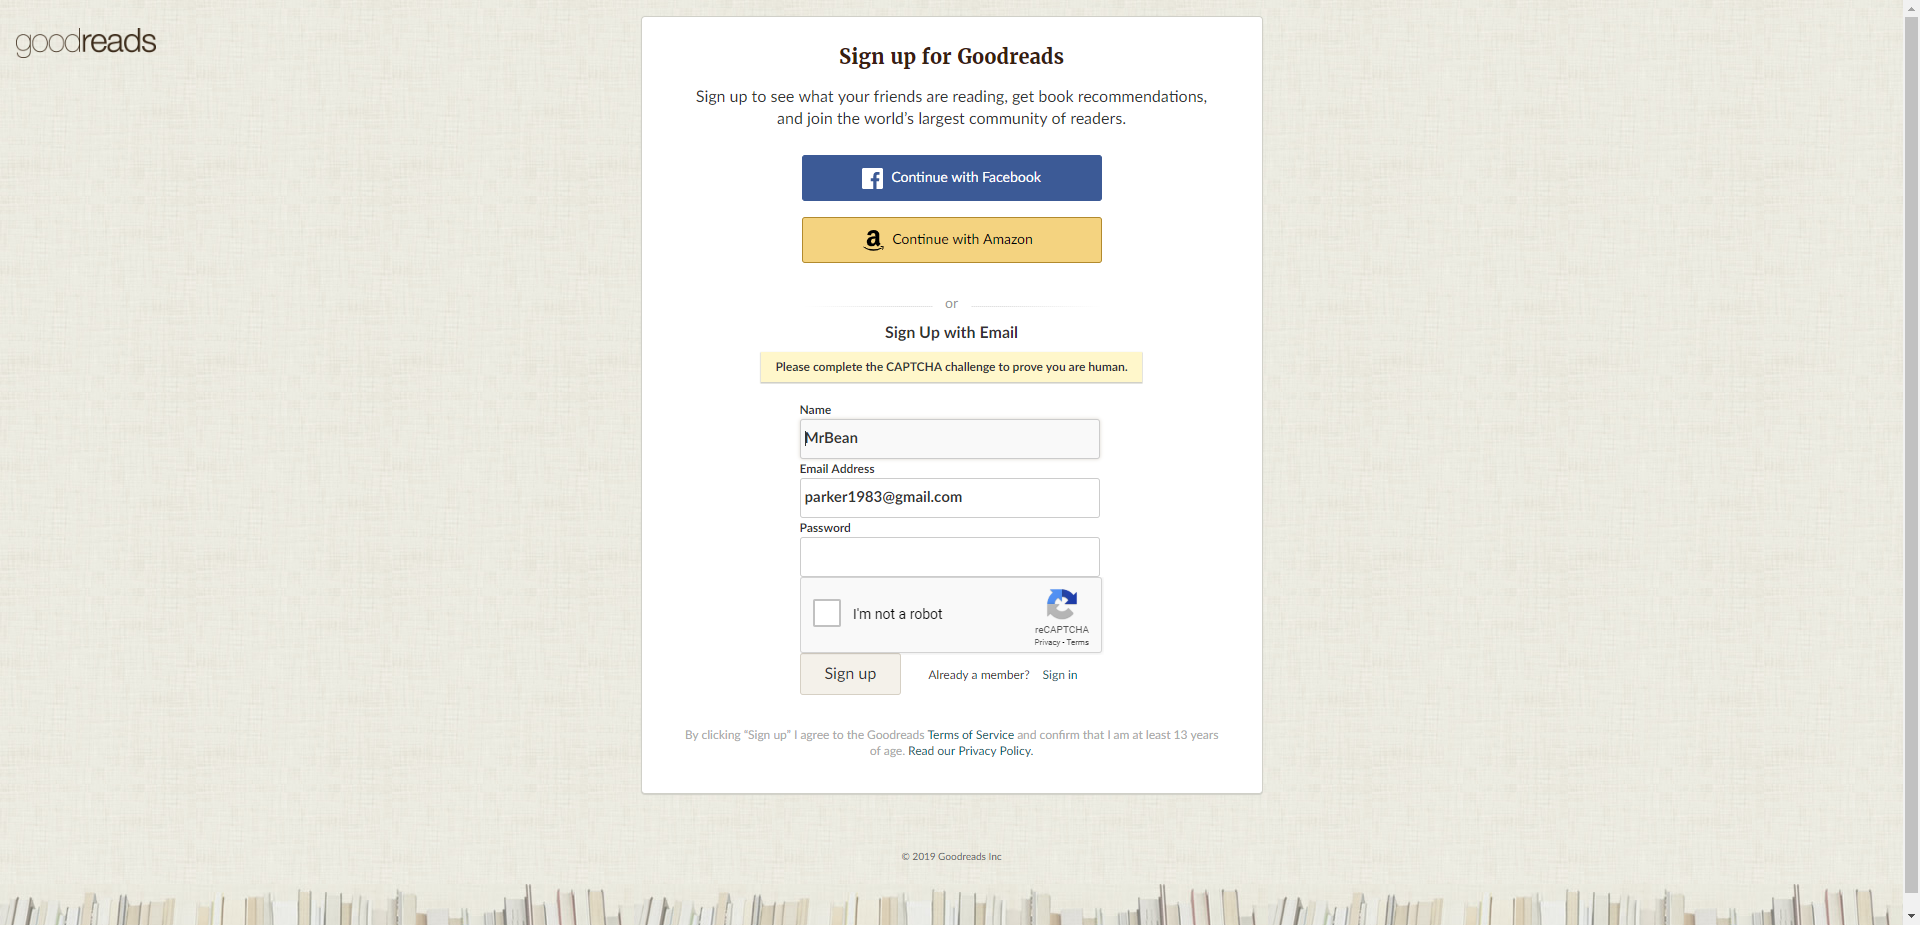 goodreads
Sign up for Goodreads
Sign up to see what your friends are reading, get book recommendations,
and join the world's largest community of readers.
Continue with Facebook
Continue with Amazon
or
Sign Up with Email
Please complete the CAPTCHA challenge to prove you are human.
Name
MrBean
Email Address
parker1983@gmail.com
Password
I'm not a robot
reCAPTCHA
Privacy - Terms
Sign up
Already a member? Sign in
By clicking “Sign up” I agree to the Goodreads Terms of Service and confirm that I am at least 13 years
of age. Read our Privacy Policy.
© 2019 Goodreads Inc